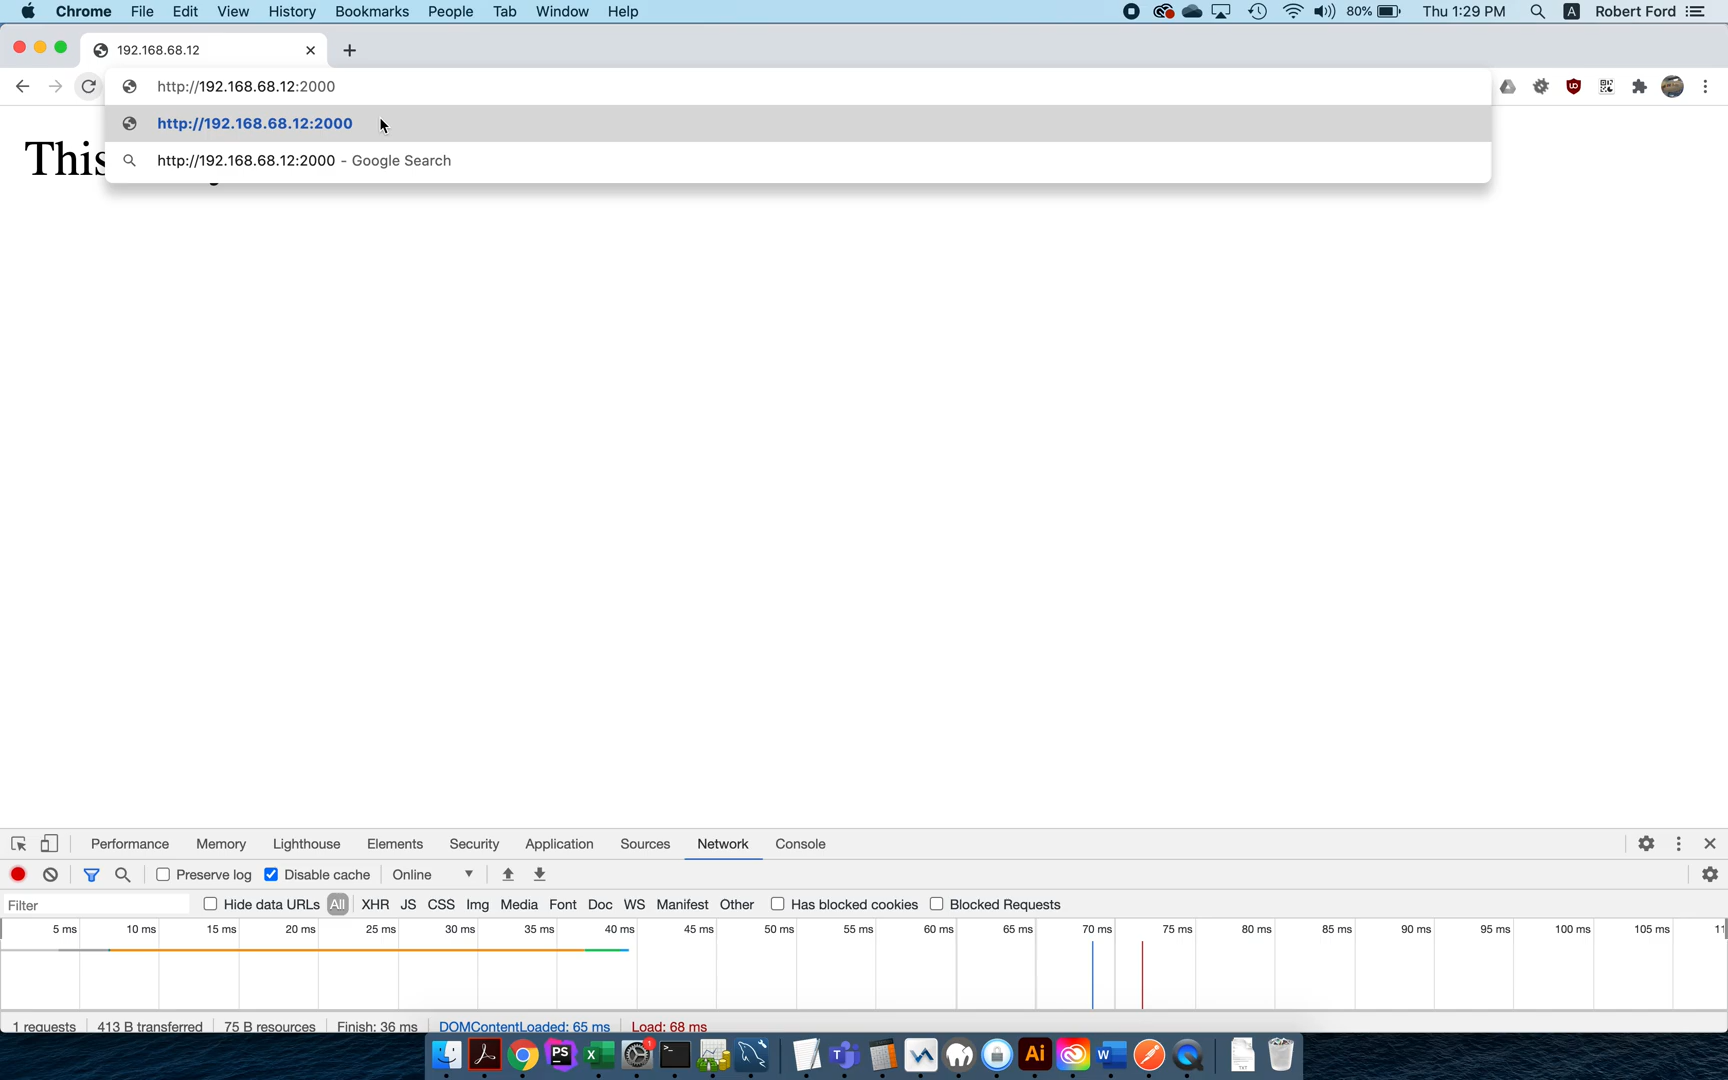 Chrome File Edit View History Bookmarks People Tab Window Help 80% Thu 1:29 PM A Robert Ford
192.168.68.12
http://192.168.68.12:2000
http://192.168.68.12:2000
http://192.168.68.12:2000 - Google Search
This
Performance Memory Lighthouse Elements Security Application Sources Network Console
Preserve log Disable cache Online
Filter Hide data URLs All XHR JS CSS Img Media Font Doc WS Manifest Other Has blocked cookies Blocked Requests
5 ms 10 ms 15 ms 20 ms 25 ms 30 ms 35 ms 40 ms 45 ms 50 ms 55 ms 60 ms 65 ms 70 ms 75 ms 80 ms 85 ms 90 ms 95 ms 100 ms 105 ms
1 requests 413 B transferred 75 B resources Finish: 36 ms DOMContentLoaded: 65 ms Load: 68 ms
PS 1 Ai W TXT